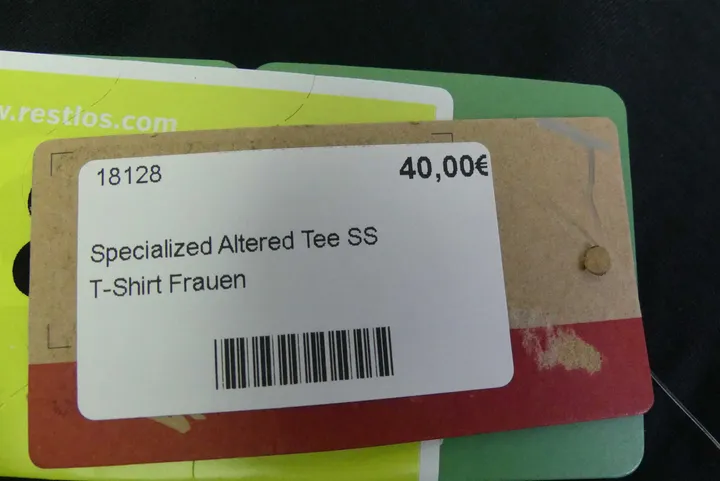 w.restlos.com
18128
40,00€
Specialized Altered Tee SS
T-Shirt Frauen